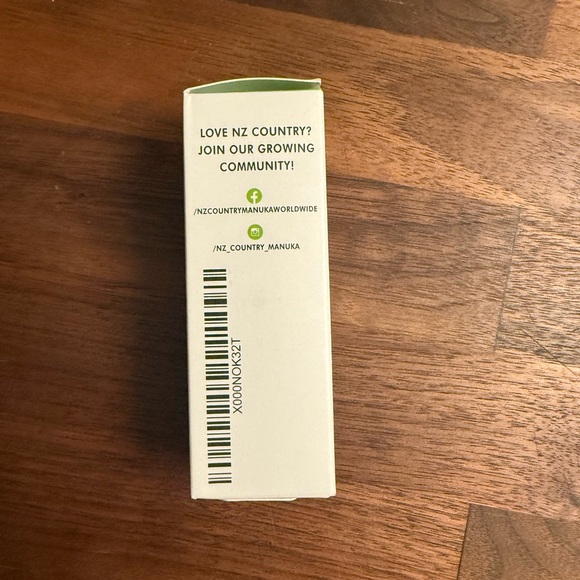 LOVE NZ COUNTRY?
JOIN OUR GROWING
COMMUNITY!
/NZCOUNTRYMANUKAWORLDWIDE
/NZ_COUNTRY_MANUKA
X000NOK32T